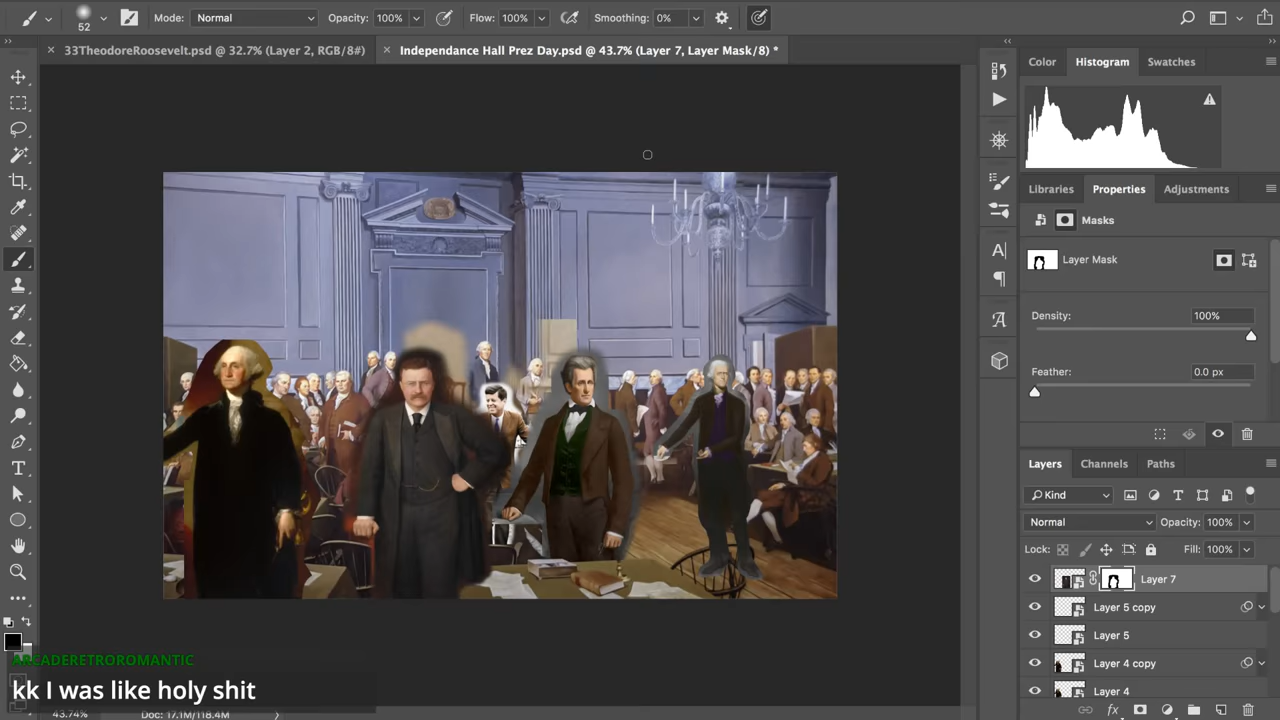 52
Mode: Normal
Opacity: 100%
Flow: 100%
Smoothing: 0%
33TheodoreRoosevelt.psd @ 32.7% (Layer 2, RGB/8#)
Independance Hall Prez Day.psd @ 43.7% (Layer 7, Layer Mask/8) *
Color
Histogram
Swatches
Libraries
Properties
Adjustments
Masks
Layer Mask
Density: 100%
Feather: 0.0 px
Layers
Channels
Paths
Kind
Normal
Opacity: 100%
Lock:
Fill: 100%
Layer 7
Layer 5 copy
Layer 5
Layer 4 copy
Layer 4
ARCADERETROROMANTIC
kk I was like holy shit
43.74%
Doc: 17.1M/118.4M